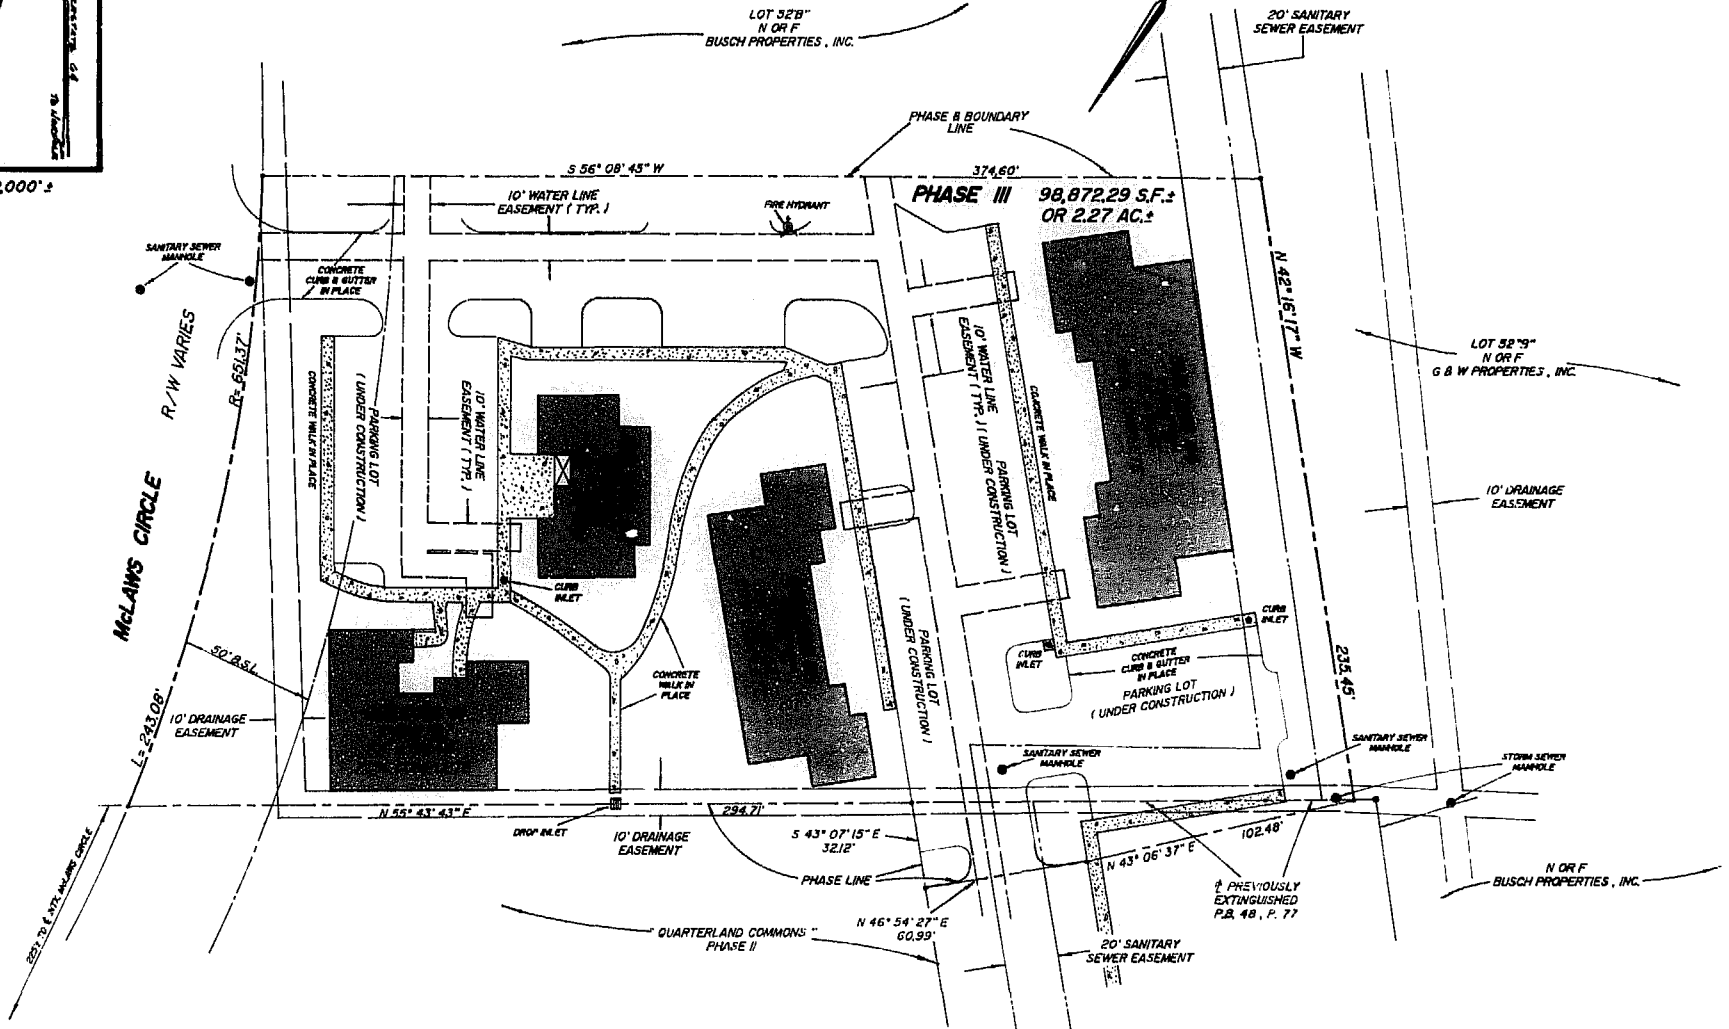 LOT 52"8"
N OR F
BUSCH PROPERTIES, INC.
20' SANITARY
SEWER EASEMENT
PHASE & BOUNDARY
LINE
2,000' ±
S 56° 08' 45" W
374.60'
PHASE III
98,872.29 S.F.±
OR 2.27 AC.±
10' WATER LINE
EASEMENT ( TYP. )
FIRE HYDRANT
SANITARY SEWER
MANHOLE
CONCRETE
CURB & GUTTER
IN PLACE
R/W VARIES
R= 651.37'
McLAWS CIRCLE
L= 243.08'
50' B.S.L.
CONCRETE WALK IN PLACE
PARKING LOT
( UNDER CONSTRUCTION )
10' WATER LINE
EASEMENT ( TYP. )
10' WATER LINE
EASEMENT ( TYP. )
PARKING LOT
( UNDER CONSTRUCTION )
CONCRETE WALK IN PLACE
N 42° 16' 17" W
235.45'
LOT 52"9"
N OR F
G & W PROPERTIES, INC.
10' DRAINAGE
EASEMENT
CURB
INLET
CURB
INLET
CURB
INLET
CONCRETE
CURB & GUTTER
IN PLACE
PARKING LOT
( UNDER CONSTRUCTION )
PARKING LOT
( UNDER CONSTRUCTION )
CONCRETE
WALK IN
PLACE
10' DRAINAGE
EASEMENT
SANITARY SEWER
MANHOLE
SANITARY SEWER
MANHOLE
STORM SEWER
MANHOLE
N 55° 43' 43" E
294.71'
DROP INLET
10' DRAINAGE
EASEMENT
S 43° 07' 15" E
32.12'
PHASE LINE
N 43° 06' 37" E
102.48'
N 46° 54' 27" E
60.99'
℄ PREVIOUSLY
EXTINGUISHED
P.B. 48, P. 77
N OR F
BUSCH PROPERTIES, INC.
"QUARTERLAND COMMONS"
PHASE II
20' SANITARY
SEWER EASEMENT